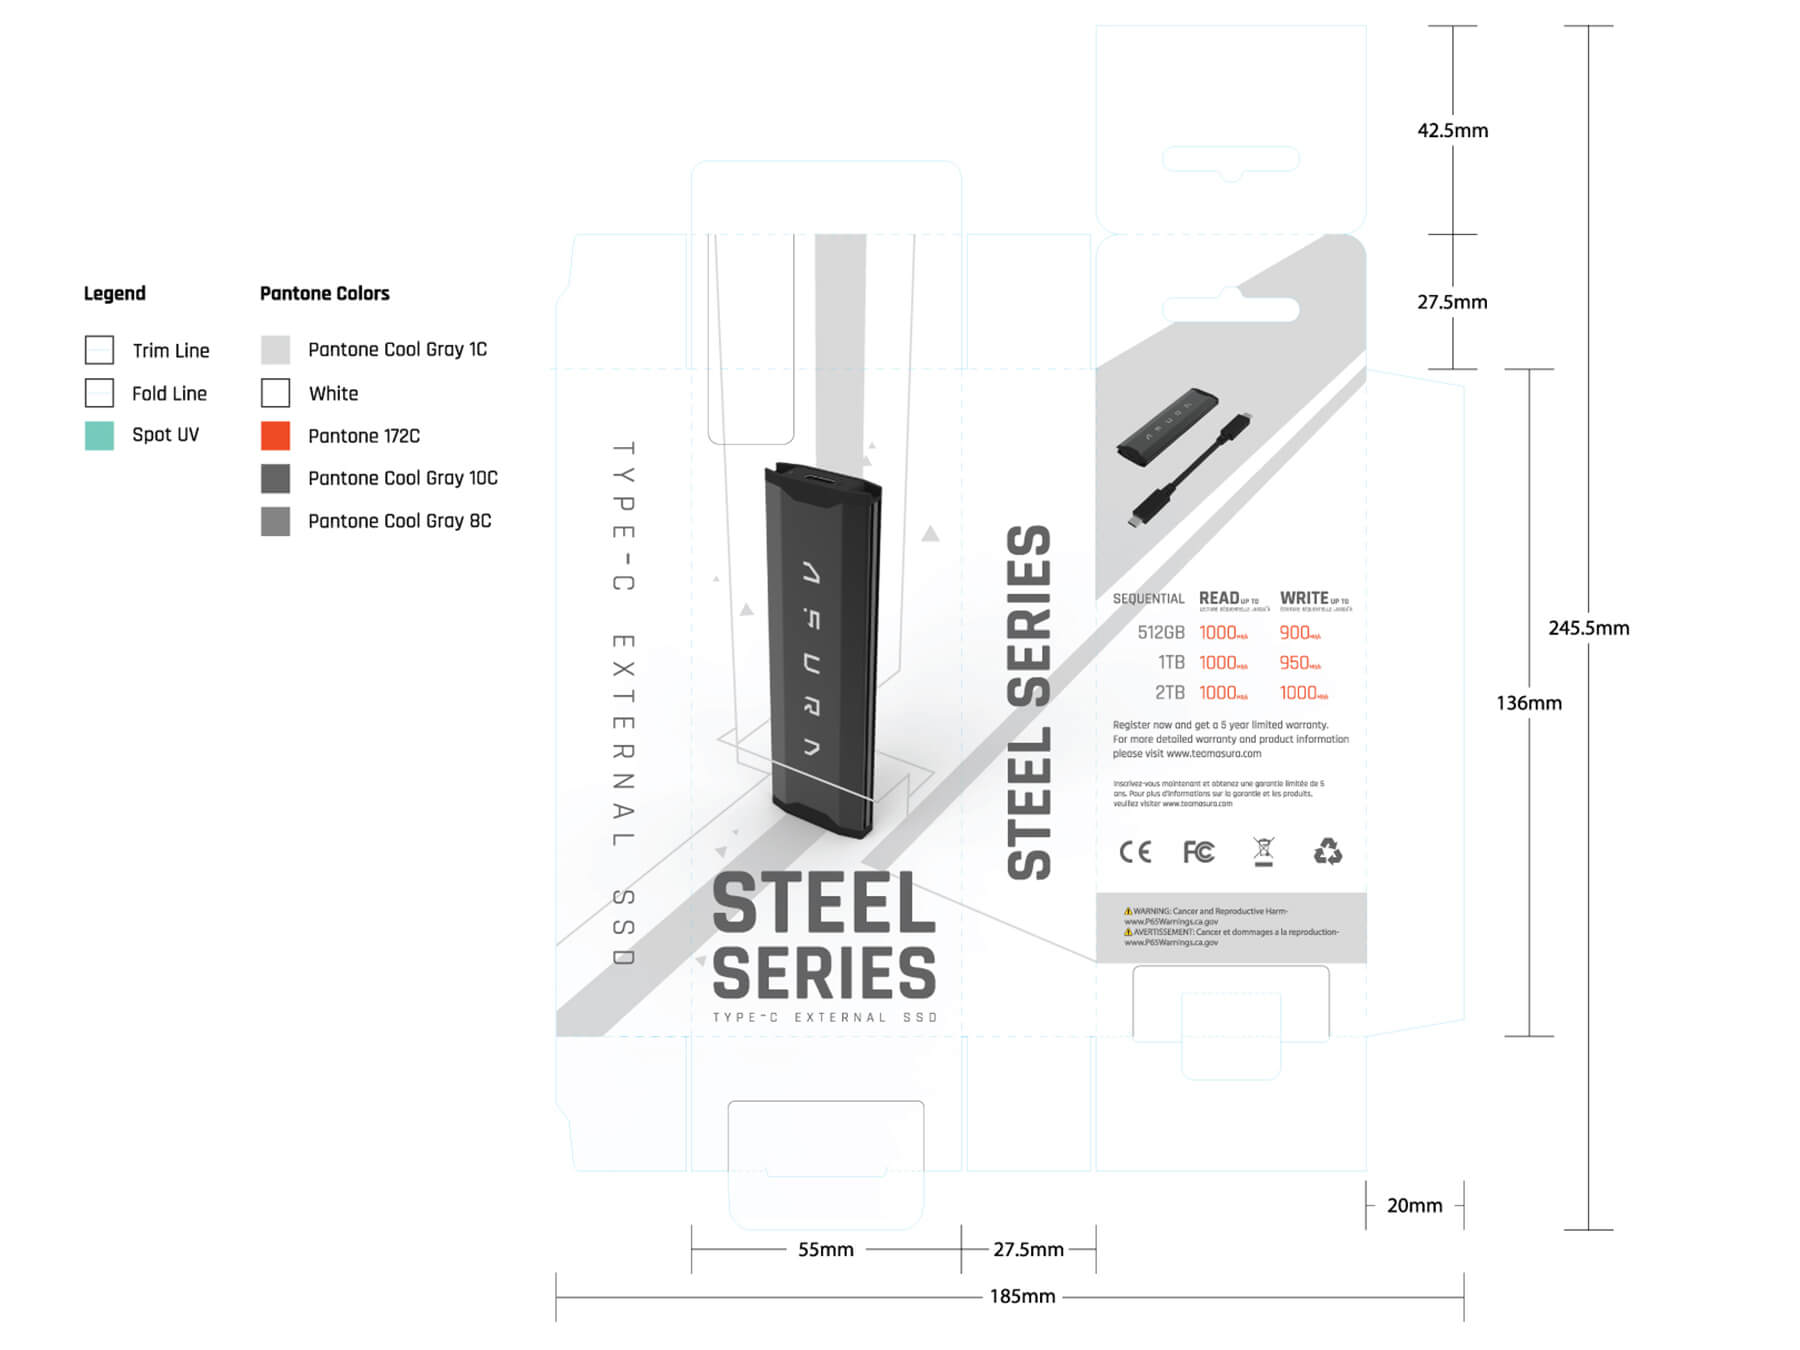 42.5mm
27.5mm
245.5mm
136mm
20mm
55mm
27.5mm
185mm
Legend
Trim Line
Fold Line
Spot UV
Pantone Colors
Pantone Cool Gray 1C
White
Pantone 172C
Pantone Cool Gray 10C
Pantone Cool Gray 8C
TYPE-C EXTERNAL SSD
ASURA
STEEL
SERIES
TYPE-C EXTERNAL SSD
STEEL SERIES
ASURA
SEQUENTIAL READ UP TO WRITE UP TO
512GB 1000 900
1TB 1000 950
2TB 1000 1000
Register now and get a 5 year limited warranty.
For more detailed warranty and product information
please visit www.teamasura.com
Inscrivez-vous maintenant et obtenez une garantie limitée de 5
ans. Pour plus d'informations sur la garantie et les produits,
veuillez visiter www.teamasura.com
CE FC
WARNING: Cancer and Reproductive Harm-
www.P65Warnings.ca.gov
AVERTISSEMENT: Cancer et dommages a la reproduction-
www.P65Warnings.ca.gov